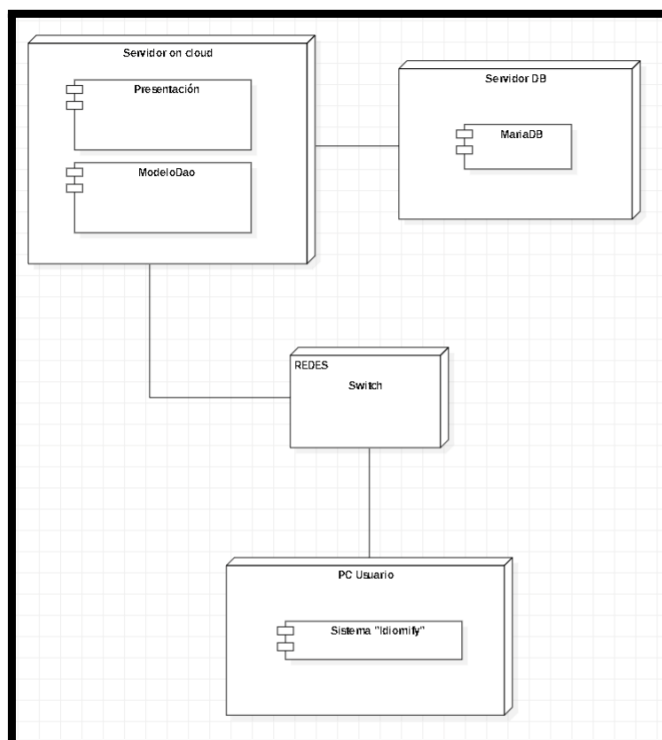 Servidor on cloud
Presentación
ModeloDao
Servidor DB
MariaDB
REDES
Switch
PC Usuario
Sistema "Idiomify"